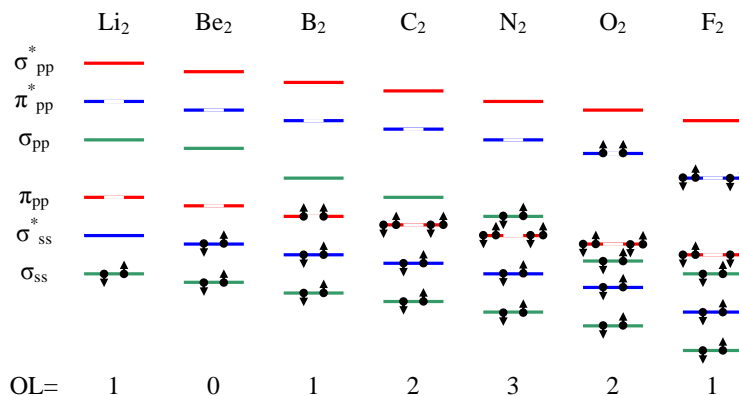 Li₂ Be₂ B₂ C₂ N₂ O₂ F₂
σ*pp
π*pp
σpp
πpp
σ*ss
σss
OL= 1 0 1 2 3 2 1